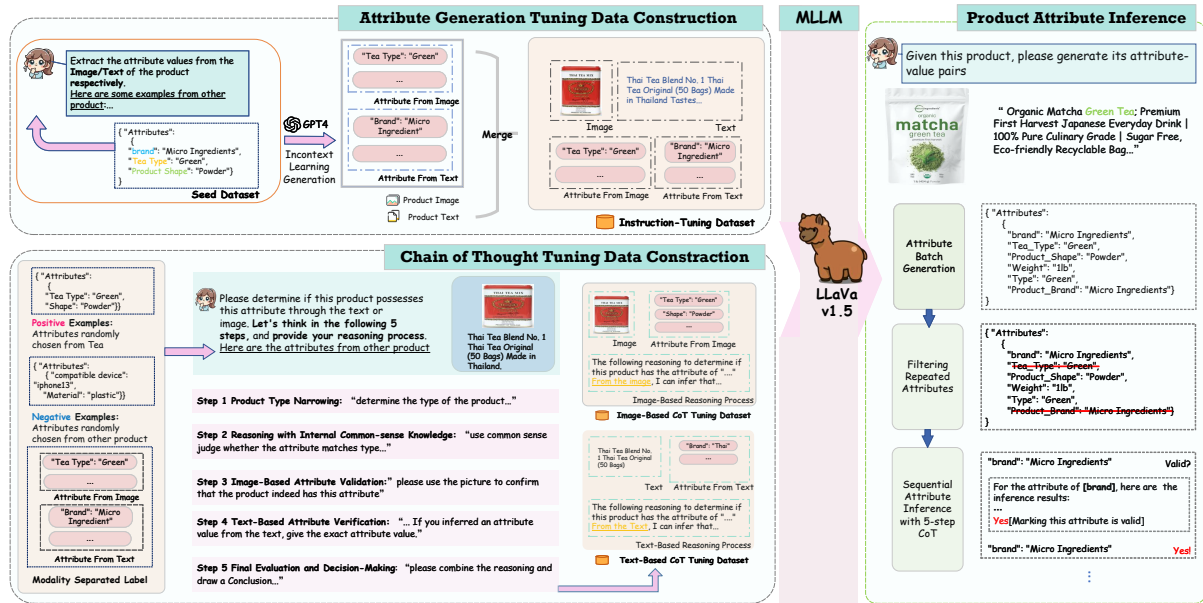 Attribute Generation Tuning Data Construction
Extract the attribute values from the
Image/Text of the product
respectively.
Here are some examples from other
product:...
{ "Attributes":
{
"brand": "Micro Ingredients",
"Tea Type": "Green",
"Product Shape": "Powder"}
}
Seed Dataset
GPT4
Incontext
Learning
Generation
"Tea Type": "Green"
...
Attribute From Image
"Brand": "Micro
Ingredient"
...
Attribute From Text
Product Image
Product Text
Merge
THAI TEA MIX
Image
Thai Tea Blend No. 1 Thai
Tea Original (50 Bags) Made
in Thailand Tastes...
Text
"Tea Type": "Green"
...
Attribute From Image
"Brand": "Micro
Ingredient"
...
Attribute From Text
Instruction-Tuning Dataset
Chain of Thought Tuning Data Constraction
{ "Attributes":
{
"Tea Type": "Green",
"Shape": "Powder"}}
Positive Examples:
Attributes randomly
chosen from Tea
{ "Attributes":
{ "compatible device":
"iphone13",
"Material": "plastic"}}
Negative Examples:
Attributes randomly
chosen from other product
"Tea Type": "Green"
...
Attribute From Image
"Brand": "Micro
Ingredient"
...
Attribute From Text
Modality Separated Label
Please determine if this product possesses
this attribute through the text or
image. Let's think in the following 5
steps, and provide your reasoning process.
Here are the attributes from other product
THAI TEA MIX
Thai Tea Blend No. 1
Thai Tea Original
(50 Bags) Made in
Thailand.
Step 1 Product Type Narrowing: "determine the type of the product..."
Step 2 Reasoning with Internal Common-sense Knowledge: "use common sense
judge whether the attribute matches type..."
Step 3 Image-Based Attribute Validation:" please use the picture to confirm
that the product indeed has this attribute"
Step 4 Text-Based Attribute Verification: "... If you inferred an attribute
value from the text, give the exact attribute value."
Step 5 Final Evaluation and Decision-Making: "please combine the reasoning and
draw a Conclusion..."
Image
"Tea Type": "Green"
"Shape": "Powder"
...
Attribute From Image
The following reasoning to determine if
this product has the attribute of "...."
From the image, I can infer that...
Image-Based Reasoning Process
Image-Based CoT Tuning Dataset
Thai Tea Blend No.
1 Thai Tea Original
(50 Bags)
Text
"Brand": "Thai"
...
Attribute From Text
The following reasoning to determine if
this product has the attribute of "...."
From the Text, I can infer that...
Text-Based Reasoning Process
Text-Based CoT Tuning Dataset
MLLM
LLaVa
v1.5
Product Attribute Inference
Given this product, please generate its attribute-
value pairs
organic
matcha
green tea
" Organic Matcha Green Tea; Premium
First Harvest Japanese Everyday Drink |
100% Pure Culinary Grade | Sugar Free,
Eco-friendly Recyclable Bag..."
Attribute
Batch
Generation
{ "Attributes":
{
"brand": "Micro Ingredients",
"Tea_Type": "Green",
"Product_Shape": "Powder",
"Weight": "1lb",
"Type": "Green",
"Product_Brand": "Micro Ingredients"}
}
Filtering
Repeated
Attributes
{ "Attributes":
{
"brand": "Micro Ingredients",
"Tea_Type": "Green",
"Product_Shape": "Powder",
"Weight": "1lb",
"Type": "Green",
"Product_Brand": "Micro Ingredients"}
}
Sequential
Attribute
Inference
with 5-step
CoT
"brand": "Micro Ingredients" Valid?
For the attribute of [brand], here are the
inference results:
...
Yes[Marking this attribute is valid]
"brand": "Micro Ingredients" Yes!
...